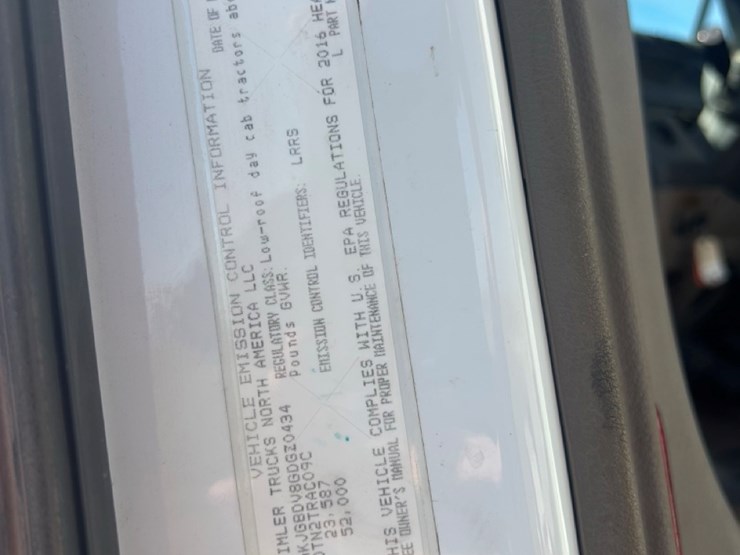 VEHICLE EMISSION CONTROL INFORMATION DATE OF
IMLER TRUCKS NORTH AMERICA LLC
REGULATORY CLASS: Low-roof day cab tractors ab
Pounds GVWR.
KJGBDV8GDGZ0434
DTN2TRAC09C
23,587
52,000
EMISSION CONTROL IDENTIFIERS: LRRS
HIS VEHICLE COMPLIES WITH U.S. EPA REGULATIONS FOR 2016 HEA
L PART
EE OWNER'S MANUAL FOR PROPER MAINTENANCE OF THIS VEHICLE.